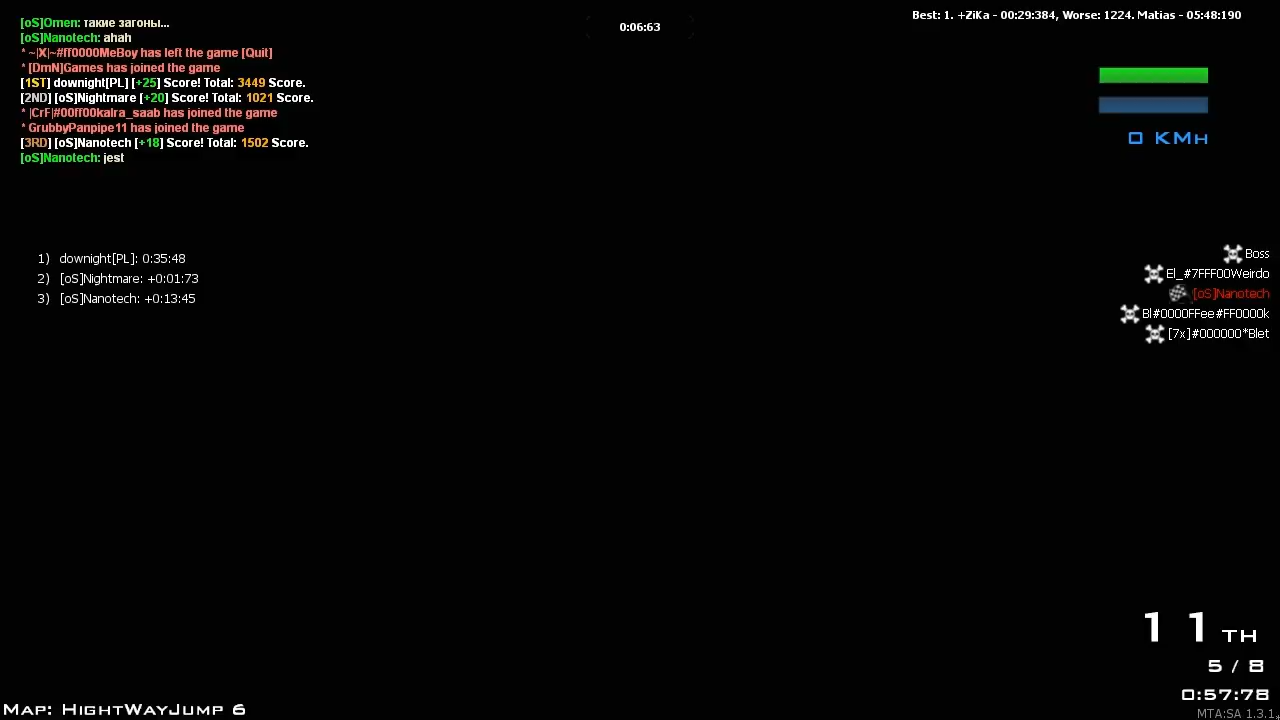 [oS]Omen: такие загоны...
[oS]Nanotech: ahah
* ~|X|~#ff0000MeBoy has left the game [Quit]
* [DmN]Games has joined the game
[1ST] downight[PL] [+25] Score! Total: 3449 Score.
[2ND] [oS]Nightmare [+20] Score! Total: 1021 Score.
* |CrF|#00ff00kalra_saab has joined the game
* GrubbyPanpipe11 has joined the game
[3RD] [oS]Nanotech [+18] Score! Total: 1502 Score.
[oS]Nanotech: jest
0:06:63
Best: 1. +ZiKa - 00:29:384, Worse: 1224. Matias - 05:48:190
0 KMH
1) downight[PL]: 0:35:48
2) [oS]Nightmare: +0:01:73
3) [oS]Nanotech: +0:13:45
Boss
El_#7FFF00Weirdo
[oS]Nanotech
Bl#0000FFee#FF0000k
[7x]#000000*Blet
11TH
5 / 8
0:57:78
MTA:SA 1.3.1
Map: HightWayJump 6